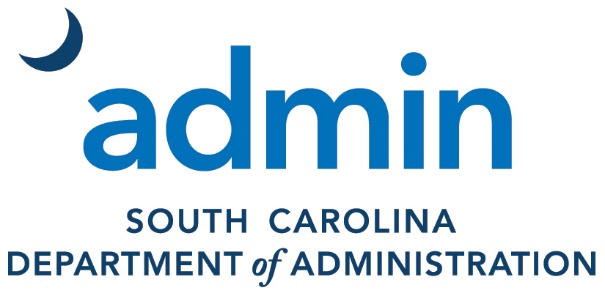 admin
SOUTH CAROLINA
DEPARTMENT of ADMINISTRATION